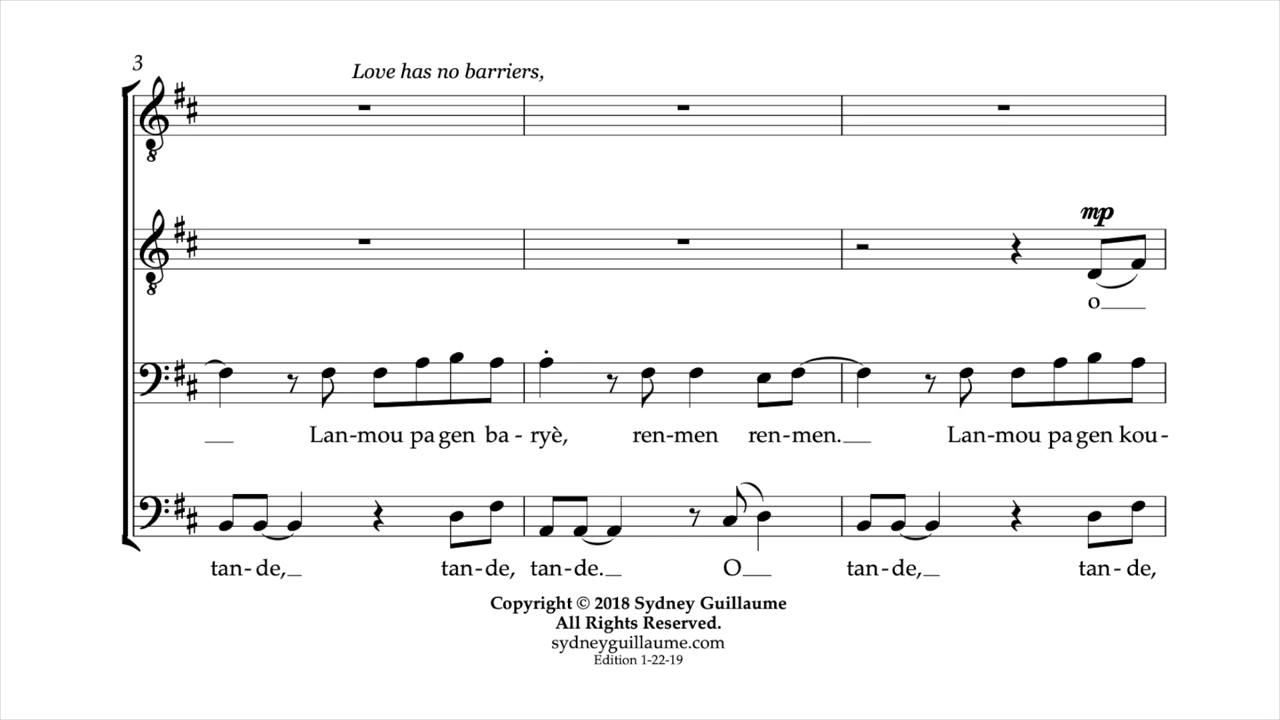 3
Love has no barriers,
mp
o
Lan-mou pa gen ba-ryè, ren-men ren-men. Lan-mou pa gen kou-
tan-de, tan-de, tan-de. O tan-de, tan-de,
Copyright © 2018 Sydney Guillaume
All Rights Reserved.
sydneyguillaume.com
Edition 1-22-19